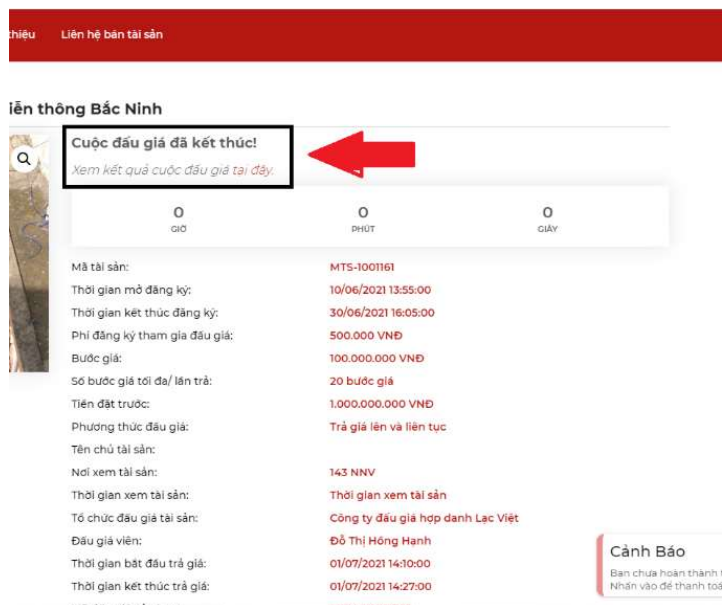 thiệu Liên hệ bán tài sản
iễn thông Bắc Ninh
Cuộc đấu giá đã kết thúc!
Xem kết quả cuộc đấu giá tại đây.
0 0 0
GIỜ PHÚT GIÂY
Mã tài sản: MTS-1001161
Thời gian mở đăng ký: 10/06/2021 13:55:00
Thời gian kết thúc đăng ký: 30/06/2021 16:05:00
Phí đăng ký tham gia đấu giá: 500.000 VNĐ
Bước giá: 100.000.000 VNĐ
Số bước giá tối đa/ lần trả: 20 bước giá
Tiền đặt trước: 1.000.000.000 VNĐ
Phương thức đấu giá: Trả giá lên và liên tục
Tên chủ tài sản:
Nơi xem tài sản: 143 NNV
Thời gian xem tài sản: Thời gian xem tài sản
Tổ chức đấu giá tài sản: Công ty đấu giá hợp danh Lạc Việt
Đấu giá viên: Đỗ Thị Hồng Hạnh
Thời gian bắt đầu trả giá: 01/07/2021 14:10:00
Thời gian kết thúc trả giá: 01/07/2021 14:27:00
Cảnh Báo
Bạn chưa hoàn thành
Nhấn vào để thanh toá